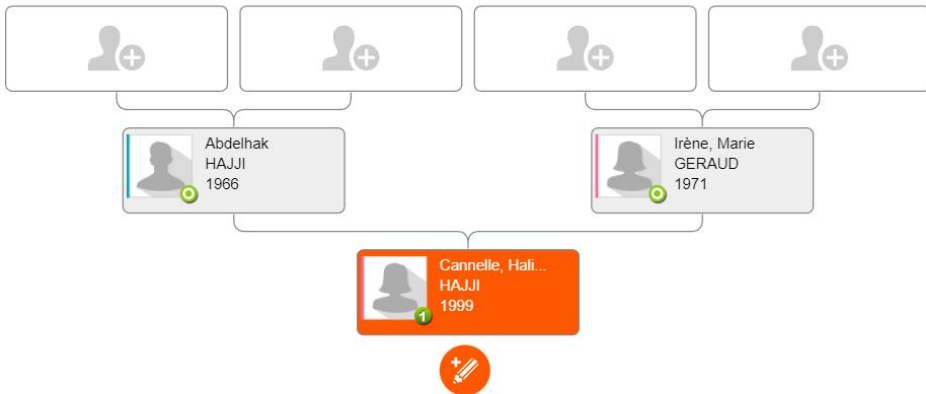 Abdelhak
HAJJI
1966
Irène, Marie
GERAUD
1971
Cannelle, Hali...
HAJJI
1999
1